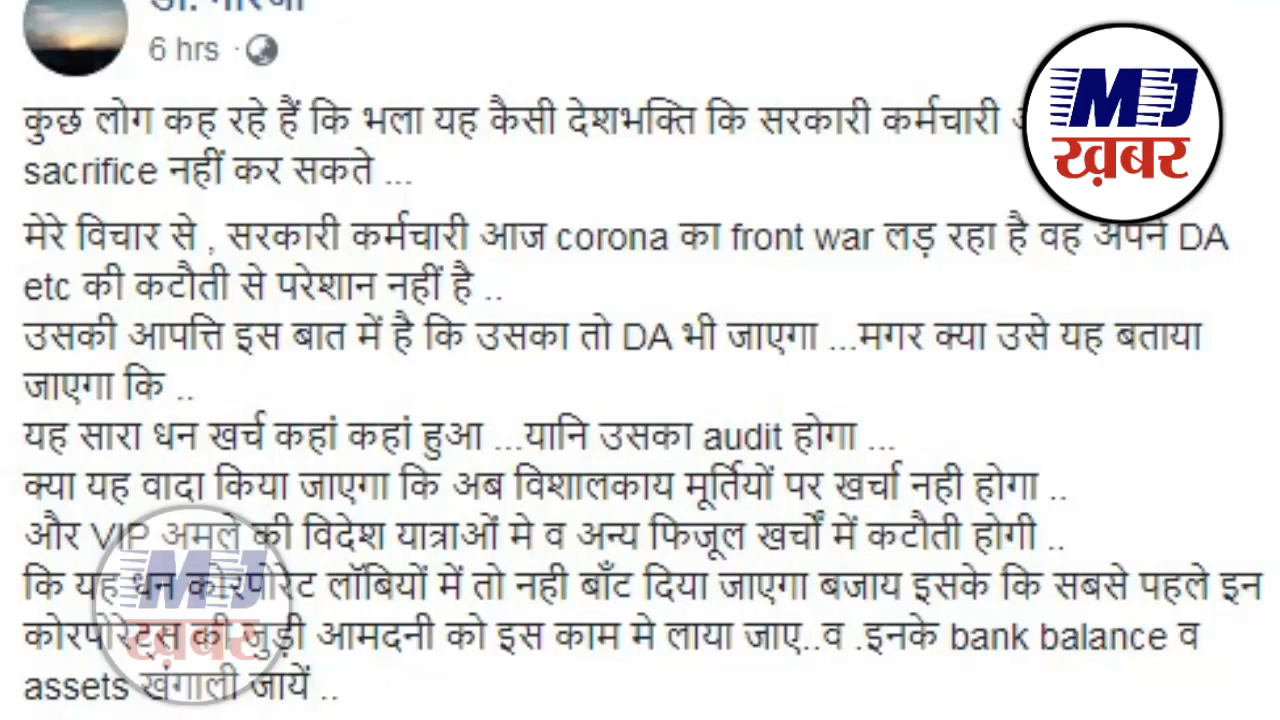 6 hrs ·
MJ
ख़बर
कुछ लोग कह रहे हैं कि भला यह कैसी देशभक्ति कि सरकारी कर्मचारी
sacrifice नहीं कर सकते ...
मेरे विचार से , सरकारी कर्मचारी आज corona का front war लड़ रहा है वह अपने DA
etc की कटौती से परेशान नहीं है ..
उसकी आपत्ति इस बात में है कि उसका तो DA भी जाएगा ...मगर क्या उसे यह बताया
जाएगा कि ..
यह सारा धन खर्च कहां कहां हुआ ...यानि उसका audit होगा ...
क्या यह वादा किया जाएगा कि अब विशालकाय मूर्तियों पर खर्चा नही होगा ..
और VIP अमले की विदेश यात्राओं मे व अन्य फिजूल खर्चों में कटौती होगी ..
कि यह धन कोरपोरेट लॉबियों में तो नही बाँट दिया जाएगा बजाय इसके कि सबसे पहले इन
कोरपोरेट्स की जुड़ी आमदनी को इस काम मे लाया जाए..व .इनके bank balance व
assets खंगाली जायें ..
MJ
ख़बर